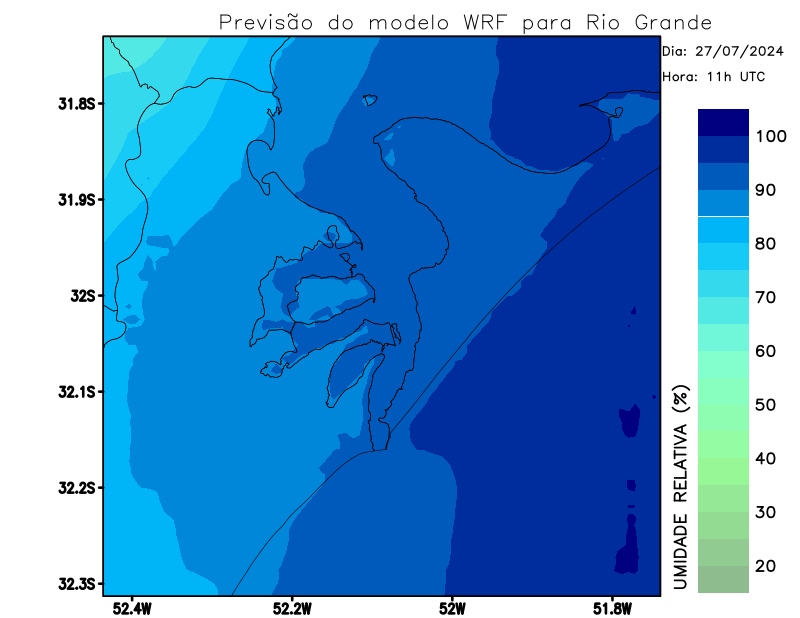 Previsão do modelo WRF para Rio Grande
Dia: 27/07/2024
Hora: 11h UTC
31.8S
31.9S
32S
32.1S
32.2S
32.3S
52.4W
52.2W
52W
51.8W
100
90
80
70
60
50
40
30
20
UMIDADE RELATIVA (%)